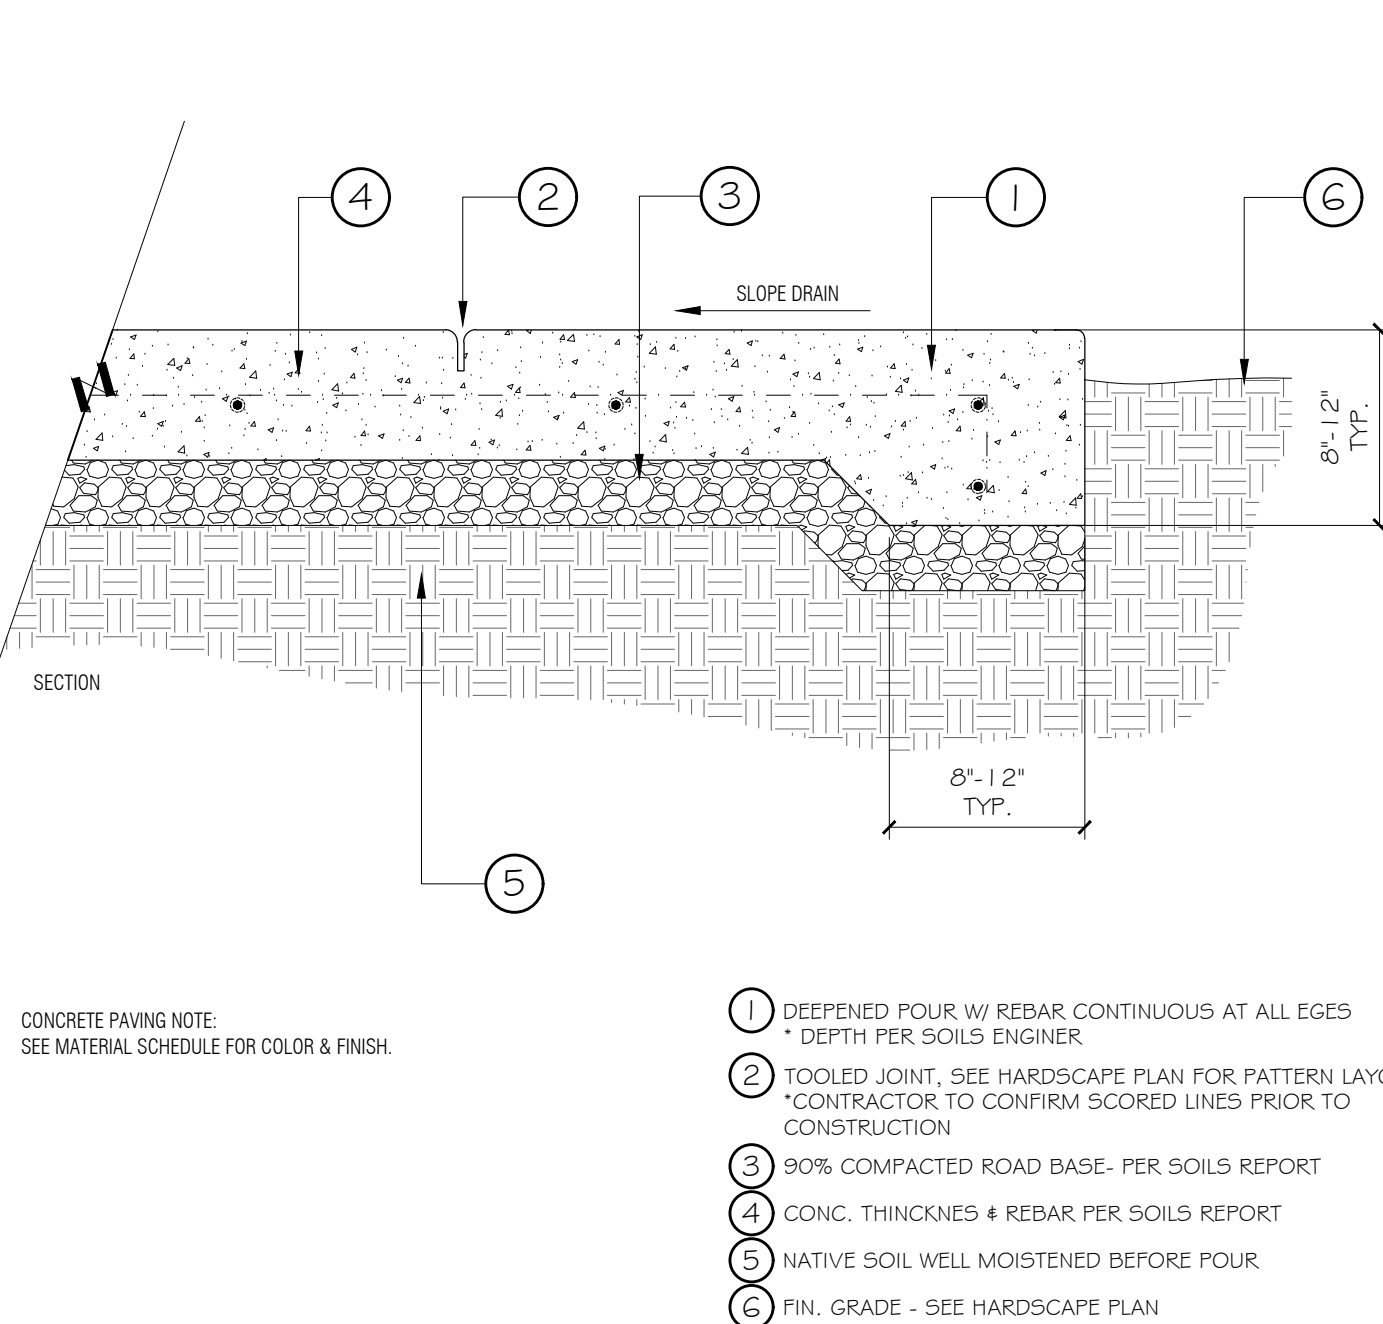 4
2
3
1
6
SLOPE DRAIN
8"-12"
TYP.
SECTION
8"-12"
TYP.
5
CONCRETE PAVING NOTE:
SEE MATERIAL SCHEDULE FOR COLOR & FINISH.
1 DEEPENED POUR W/ REBAR CONTINUOUS AT ALL EGES
* DEPTH PER SOILS ENGINER
2 TOOLED JOINT, SEE HARDSCAPE PLAN FOR PATTERN
*CONTRACTOR TO CONFIRM SCORED LINES PRIOR TO
CONSTRUCTION
3 90% COMPACTED ROAD BASE- PER SOILS REPORT
4 CONC. THINCKNES & REBAR PER SOILS REPORT
5 NATIVE SOIL WELL MOISTENED BEFORE POUR
6 FIN. GRADE - SEE HARDSCAPE PLAN